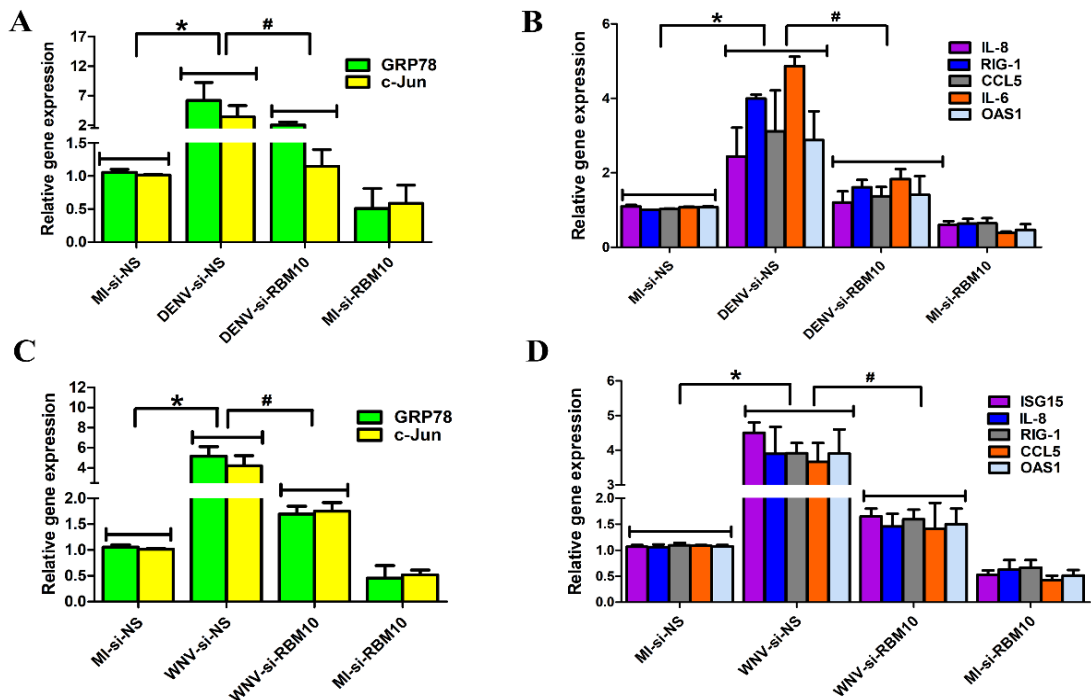 A
Relative gene expression
17
12
7
2
1.5
1.0
0.5
0.0
*
#
GRP78
c-Jun
MI-si-NS
DENV-si-NS
DENV-si-RBM10
MI-si-RBM10
B
Relative gene expression
6
4
2
0
*
#
IL-8
RIG-1
CCL5
IL-6
OAS1
MI-si-NS
DENV-si-NS
DENV-si-RBM10
MI-si-RBM10
C
Relative gene expression
12
10
8
6
4
2.0
1.5
1.0
0.5
0.0
*
#
GRP78
c-Jun
MI-si-NS
WNV-si-NS
WNV-si-RBM10
MI-si-RBM10
D
Relative gene expression
6
5
4
3
2.0
1.5
1.0
0.5
0.0
*
#
ISG15
IL-8
RIG-1
CCL5
OAS1
MI-si-NS
WNV-si-NS
WNV-si-RBM10
MI-si-RBM10